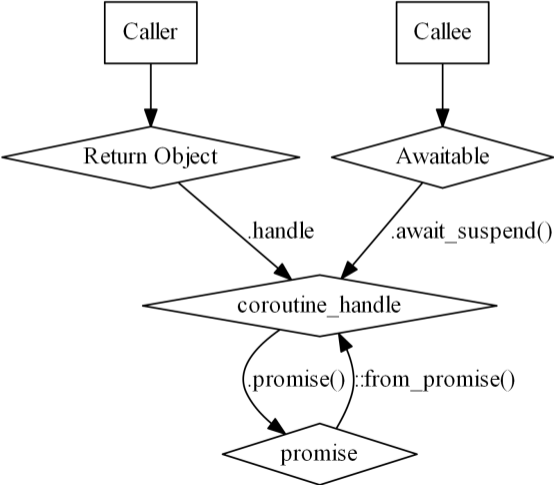 Caller
Callee
Return Object
Awaitable
.handle
.await_suspend()
coroutine_handle
.promise()
::from_promise()
promise